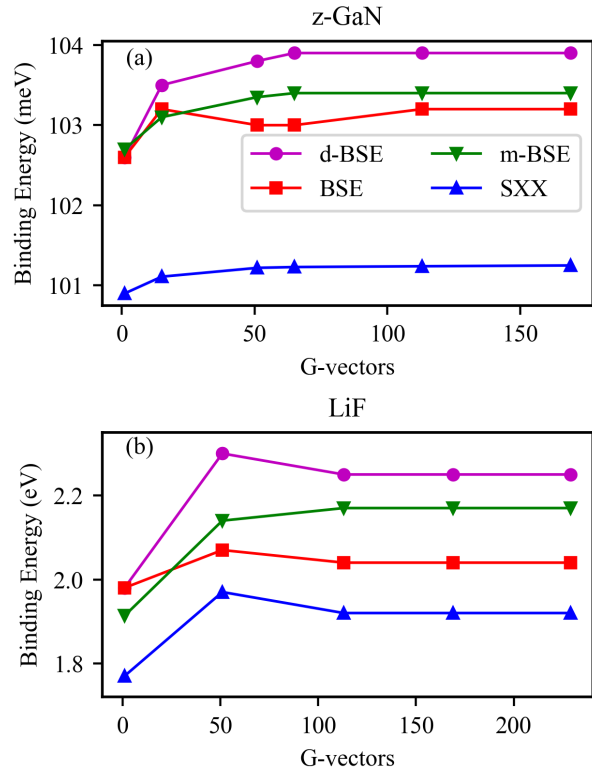 z-GaN
(a)
104
103
102
101
Binding Energy (meV)
d-BSE
m-BSE
BSE
SXX
0
50
100
150
G-vectors
LiF
(b)
2.2
2.0
1.8
Binding Energy (eV)
0
50
100
150
200
G-vectors